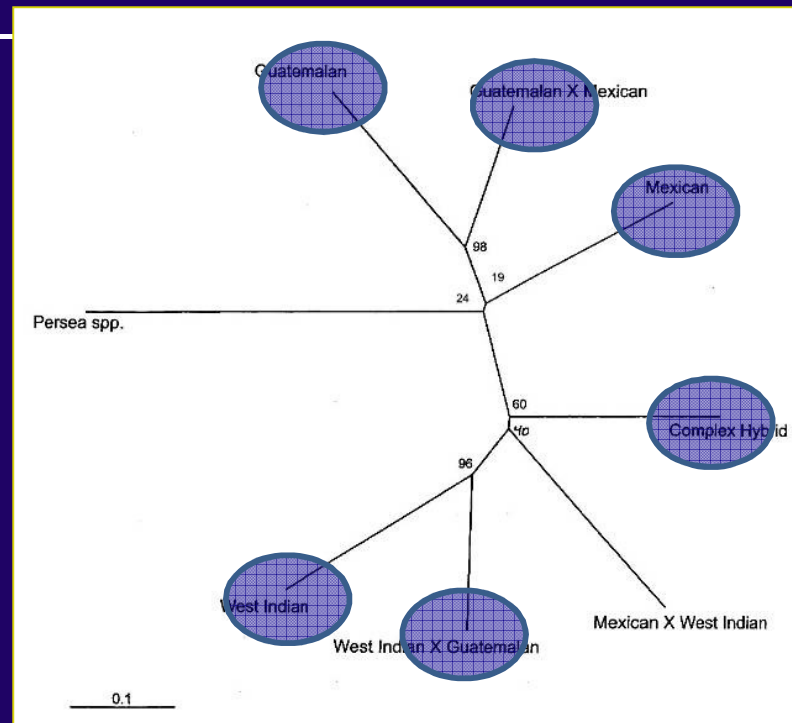 Guatemalan
Guatemalan X Mexican
Mexican
98
19
24
Persea spp.
60
Complex Hybrid
40
96
West Indian
Mexican X West Indian
West Indian X Guatemalan
0.1